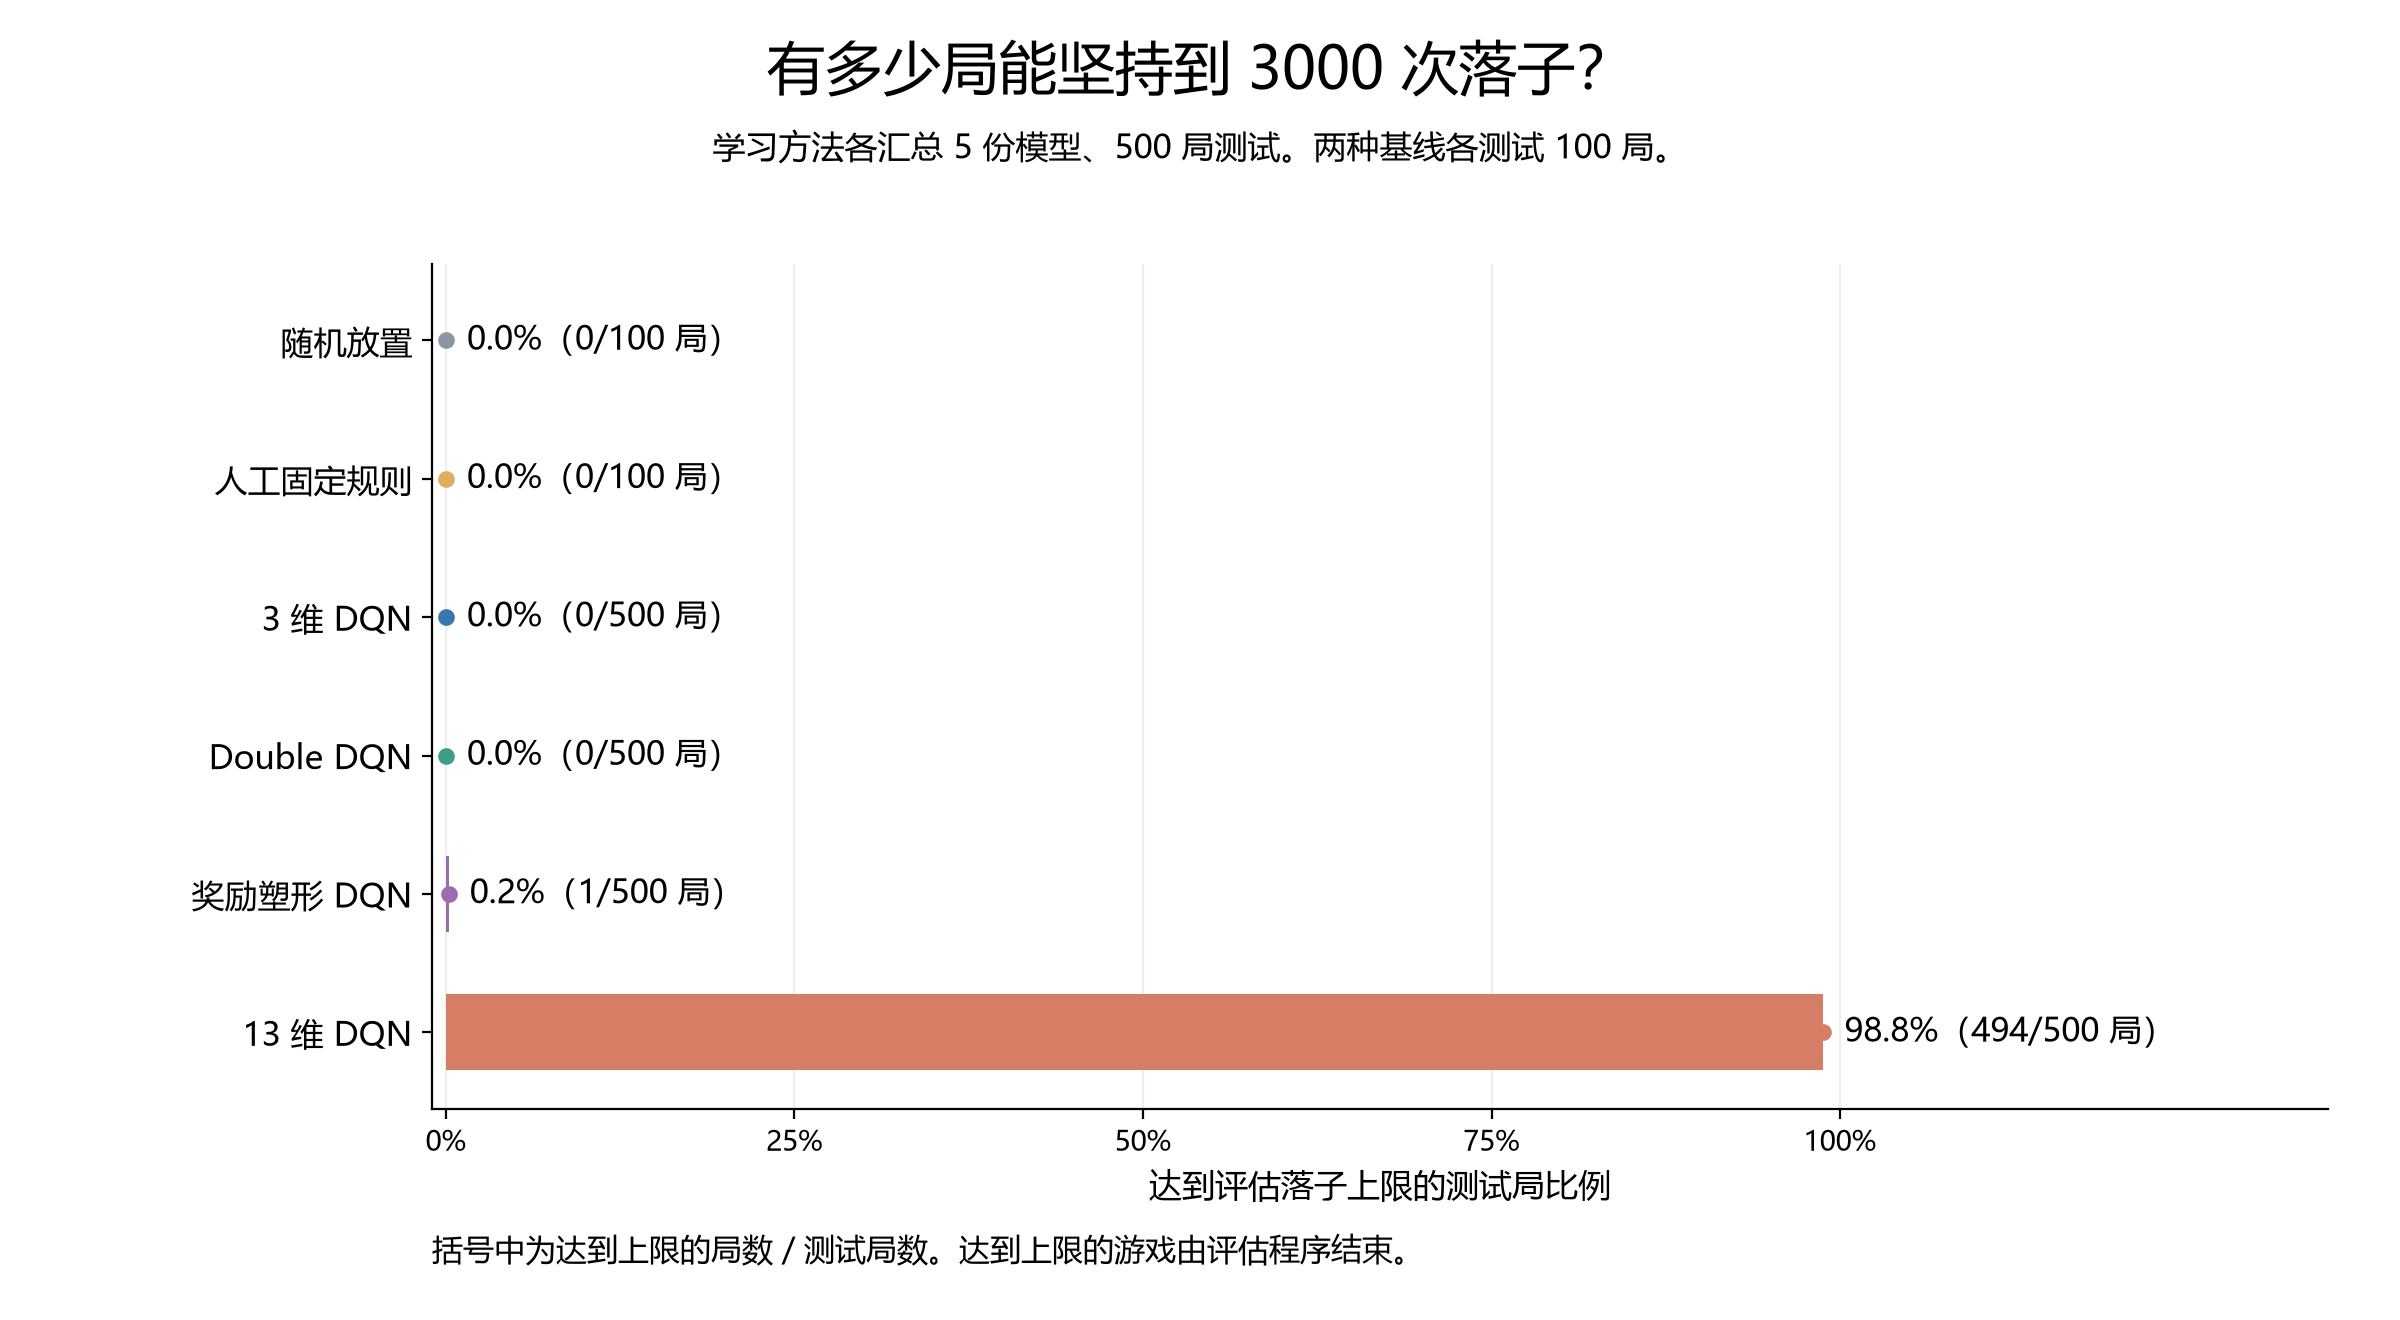 有多少局能坚持到 3000 次落子？
学习方法各汇总 5 份模型、500 局测试。两种基线各测试 100 局。
随机放置
0.0%（0/100 局）
人工固定规则
0.0%（0/100 局）
3 维 DQN
0.0%（0/500 局）
Double DQN
0.0%（0/500 局）
奖励塑形 DQN
0.2%（1/500 局）
13 维 DQN
98.8%（494/500 局）
0%
25%
50%
75%
100%
达到评估落子上限的测试局比例
括号中为达到上限的局数 / 测试局数。达到上限的游戏由评估程序结束。